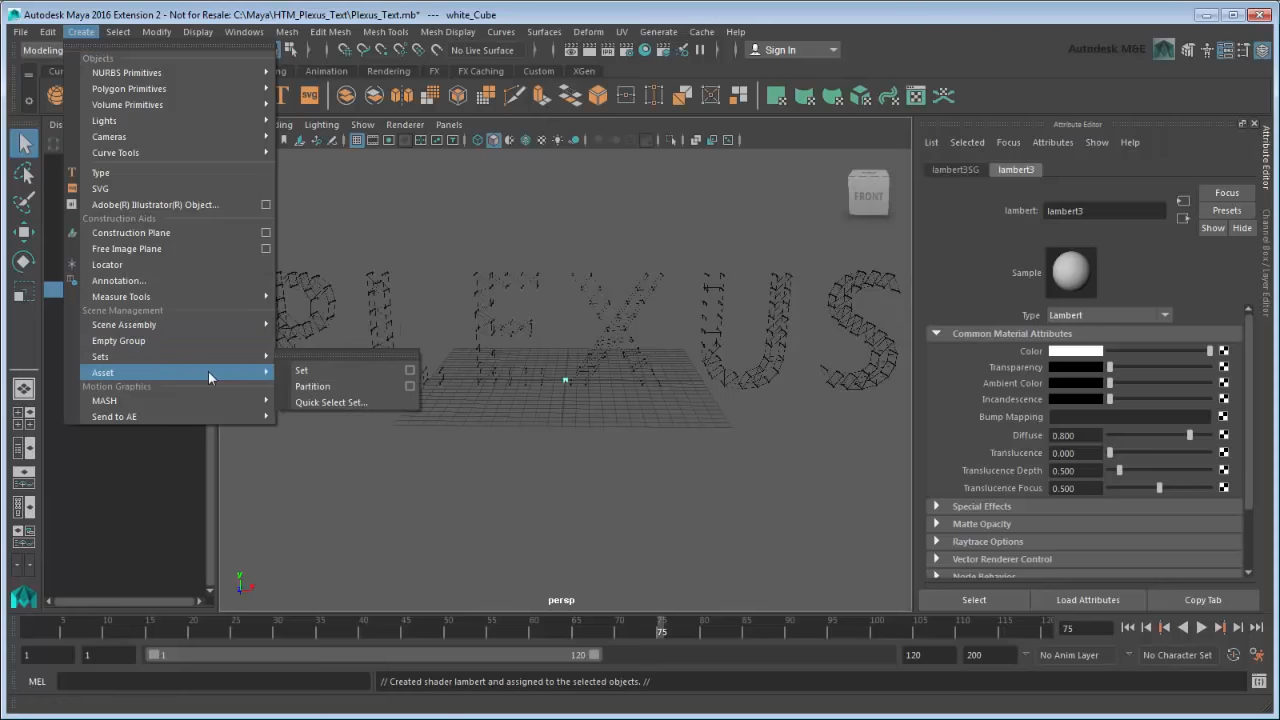 Autodesk Maya 2016 Extension 2 - Not for Resale: C:\Maya\HTM_Plexus_Text\Plexus_Text.mb* --- white_Cube
File Edit Create Select Modify Display Windows Mesh Edit Mesh Mesh Tools Mesh Display Curves Surfaces Deform UV Generate Cache Help
Modeling No Live Surface Sign In Autodesk M&E
Animation Rendering FX FX Caching Custom XGen
Lighting Show Renderer Panels
Objects
NURBS Primitives
Polygon Primitives
Volume Primitives
Lights
Cameras
Curve Tools
Type
SVG
Adobe(R) Illustrator(R) Object...
Construction Aids
Construction Plane
Free Image Plane
Locator
Annotation...
Measure Tools
Scene Management
Scene Assembly
Empty Group
Sets
Asset
Motion Graphics
MASH
Send to AE
Set
Partition
Quick Select Set...
FRONT
PLEXUS
persp
Attribute Editor
List Selected Focus Attributes Show Help
lambert3SG lambert3
Focus
lambert: lambert3
Presets
Show Hide
Sample
Type Lambert
Common Material Attributes
Color
Transparency
Ambient Color
Incandescence
Bump Mapping
Diffuse 0.800
Translucence 0.000
Translucence Depth 0.500
Translucence Focus 0.500
Special Effects
Matte Opacity
Raytrace Options
Vector Renderer Control
Node Behavior
Select Load Attributes Copy Tab
Attribute Editor
Channel Box / Layer Editor
5 10 15 20 25 30 35 40 45 50 55 60 65 70 75 80 85 90 95 100 105 110 115 120
75 75
1 1 1 120 120 200 No Anim Layer No Character Set
MEL // Created shader lambert and assigned to the selected objects. //